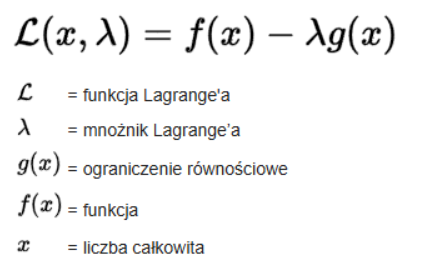 ℒ(x, λ) = f(x) − λg(x)
ℒ = funkcja Lagrange'a
λ = mnożnik Lagrange’a
g(x) = ograniczenie równościowe
f(x) = funkcja
x = liczba całkowita